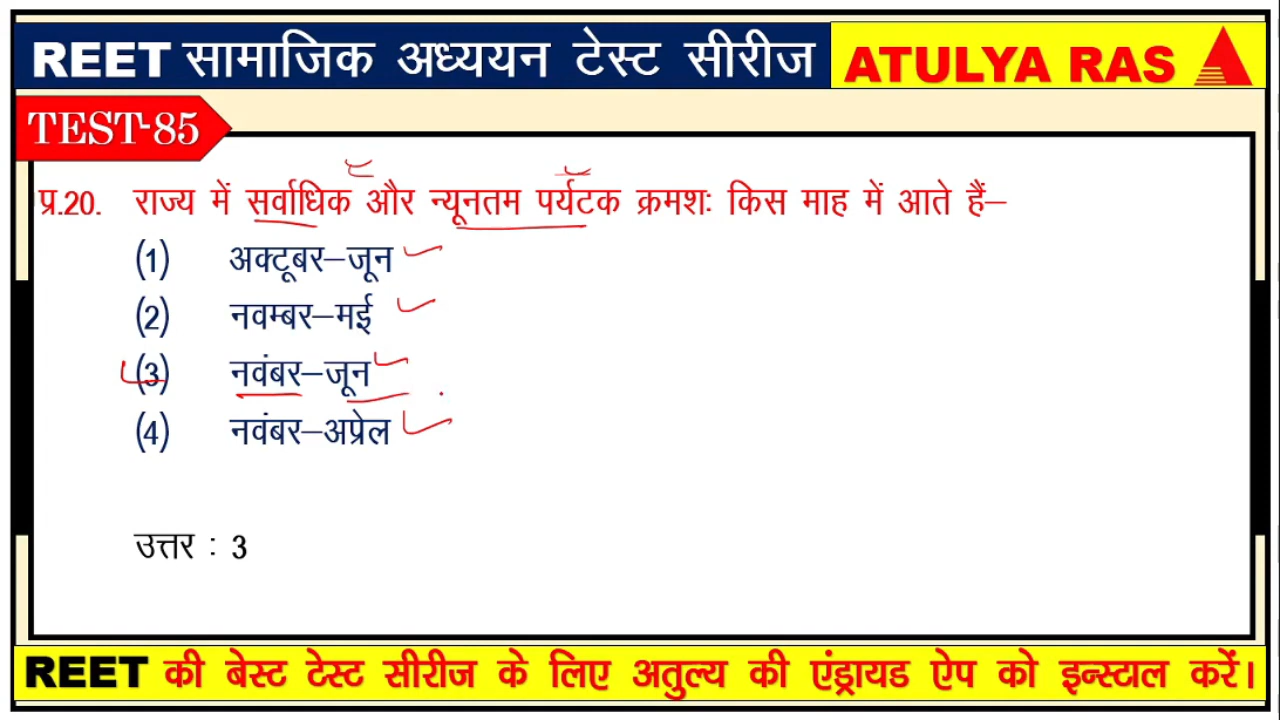 REET सामाजिक अध्ययन टेस्ट सीरीज ATULYA RAS
TEST-85
प्र.20. राज्य में सर्वाधिक और न्यूनतम पर्यटक क्रमशः किस माह में आते हैं–
(1) अक्टूबर–जून
(2) नवम्बर–मई
(3) नवंबर–जून
(4) नवंबर–अप्रेल
उत्तर : 3
REET की बेस्ट टेस्ट सीरीज के लिए अतुल्य की एंड्रायड ऐप को इन्स्टाल करें।